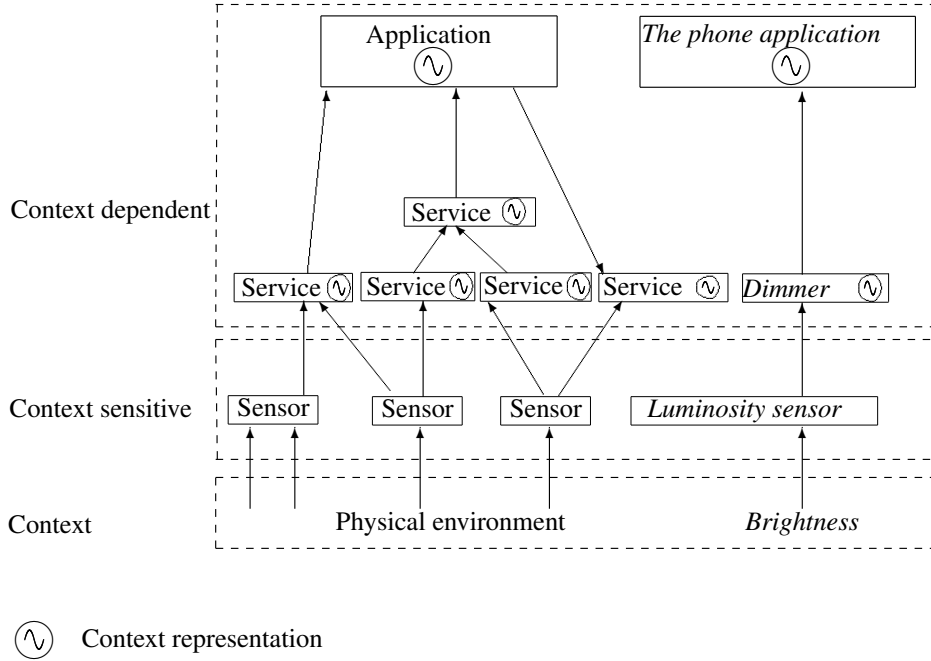 Application
The phone application
Context dependent
Service
Service
Service
Service
Service
Dimmer
Context sensitive
Sensor
Sensor
Sensor
Luminosity sensor
Context
Physical environment
Brightness
Context representation